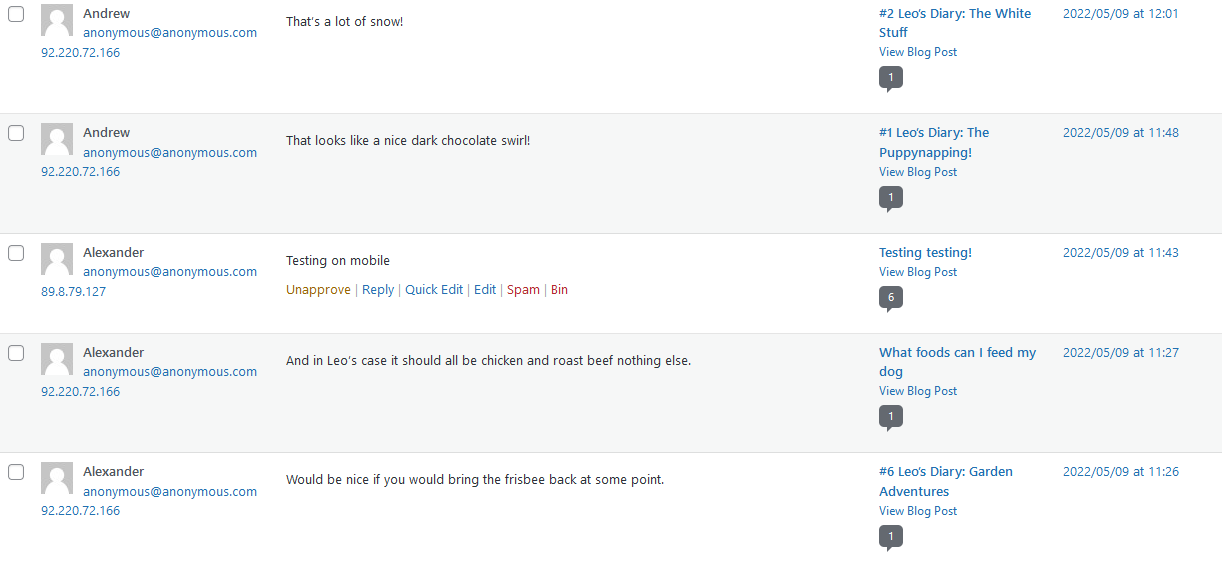 Andrew
anonymous@anonymous.com
92.220.72.166
That's a lot of snow!
#2 Leo's Diary: The White
Stuff
View Blog Post
1
2022/05/09 at 12:01
Andrew
anonymous@anonymous.com
92.220.72.166
That looks like a nice dark chocolate swirl!
#1 Leo's Diary: The
Puppynapping!
View Blog Post
1
2022/05/09 at 11:48
Alexander
anonymous@anonymous.com
89.8.79.127
Testing on mobile
Unapprove | Reply | Quick Edit | Edit | Spam | Bin
Testing testing!
View Blog Post
6
2022/05/09 at 11:43
Alexander
anonymous@anonymous.com
92.220.72.166
And in Leo's case it should all be chicken and roast beef nothing else.
What foods can I feed my
dog
View Blog Post
1
2022/05/09 at 11:27
Alexander
anonymous@anonymous.com
92.220.72.166
Would be nice if you would bring the frisbee back at some point.
#6 Leo's Diary: Garden
Adventures
View Blog Post
1
2022/05/09 at 11:26